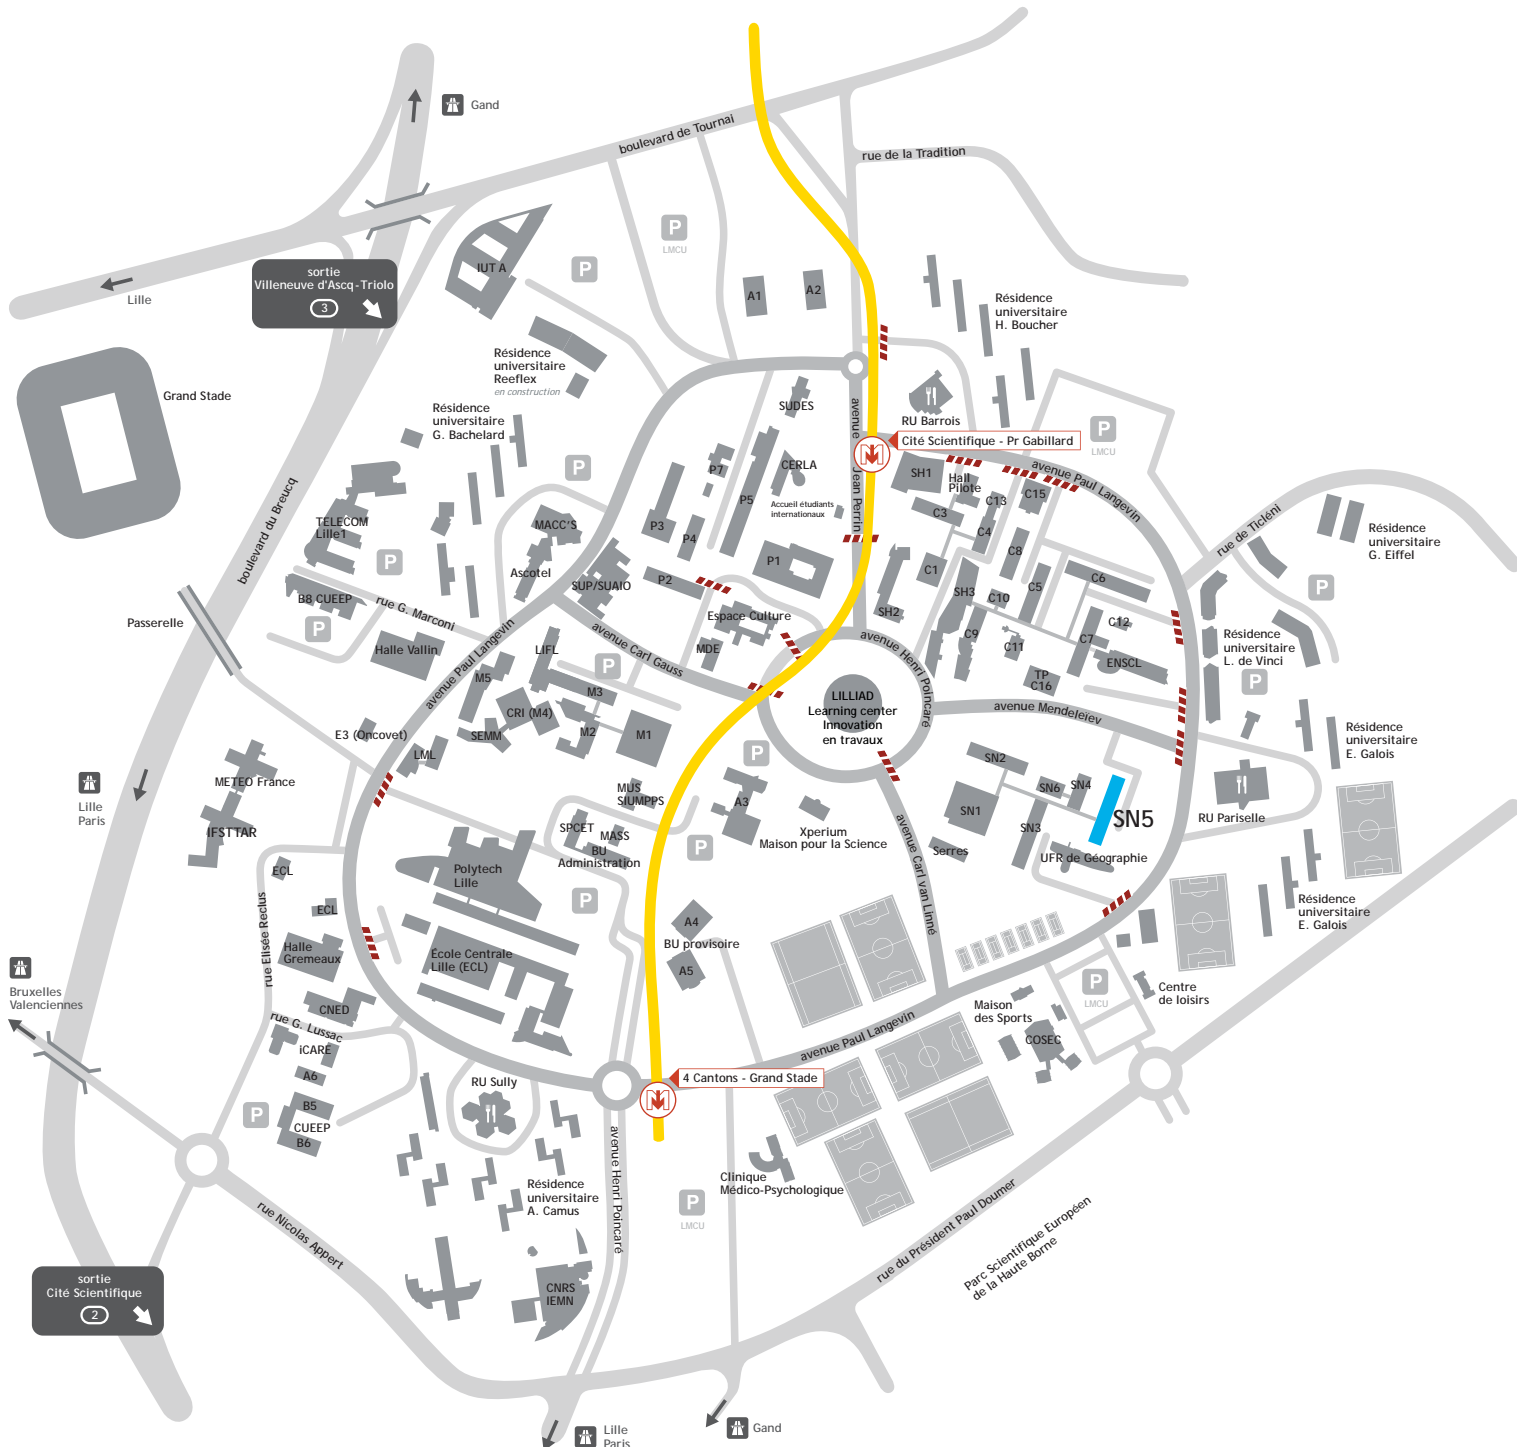 Gand
boulevard de Tournai
rue de la Tradition
P
LMCU
IUT A
P
sortie
Villeneuve d'Ascq-Triolo
3
Lille
A1
A2
Résidence
universitaire
H. Boucher
Grand Stade
Résidence
universitaire
Reeflex
en construction
Résidence
universitaire
G. Bachelard
SUDES
RU Barrois
Cité Scientifique - Pr Gabillard
P
LMCU
avenue
Jean Perrin
avenue Paul Langevin
boulevard du Breucq
P
P7
CERLA
SH1
Hall
Pilote
C13
C15
P5
Accueil étudiants
internationaux
C3
C4
TELECOM
Lille1
MACC'S
P3
P4
rue de Ticléni
Résidence
universitaire
G. Eiffel
P
Ascotel
SUP/SUAIO
P2
P1
C8
C1
C5
C6
P
B8 CUEEP
rue G. Marconi
SH3
C10
SH2
Passerelle
P
Espace Culture
avenue Carl Gauss
avenue Paul Langevin
Halle Vallin
LIFL
P
MDE
avenue Henri Poincaré
C9
C11
C7
C12
ENSCL
Résidence
universitaire
L. de Vinci
P
M5
M3
TP
C16
LILLIAD
Learning center
Innovation
en travaux
CRI (M4)
avenue Mendeleïev
E3 (Oncovet)
SEMM
M2
M1
LML
Résidence
universitaire
E. Galois
P
METEO France
SN2
Lille
Paris
MUS
SIUMPPS
A3
SN6
SN4
SN1
SN5
RU Pariselle
SPCET
MASS
BU
Administration
Xperium
Maison pour la Science
SN3
IFSTTAR
P
Serres
UFR de Géographie
avenue Carl van Linné
Polytech
Lille
ECL
P
ECL
rue Elisée Reclus
A4
BU provisoire
A5
Résidence
universitaire
E. Galois
Halle
Gremeaux
École Centrale
Lille (ECL)
Bruxelles
Valenciennes
P
LMCU
Centre
de loisirs
CNED
Maison
des Sports
rue G. Lussac
avenue Paul Langevin
COSEC
iCARE
A6
RU Sully
4 Cantons - Grand Stade
P
B5
CUEEP
B6
avenue Henri Poincaré
Clinique
Médico-Psychologique
Résidence
universitaire
A. Camus
P
LMCU
rue Nicolas Appert
rue du Président Paul Doumer
Parc Scientifique Européen
de la Haute Borne
sortie
Cité Scientifique
2
CNRS
IEMN
Lille
Paris
Gand